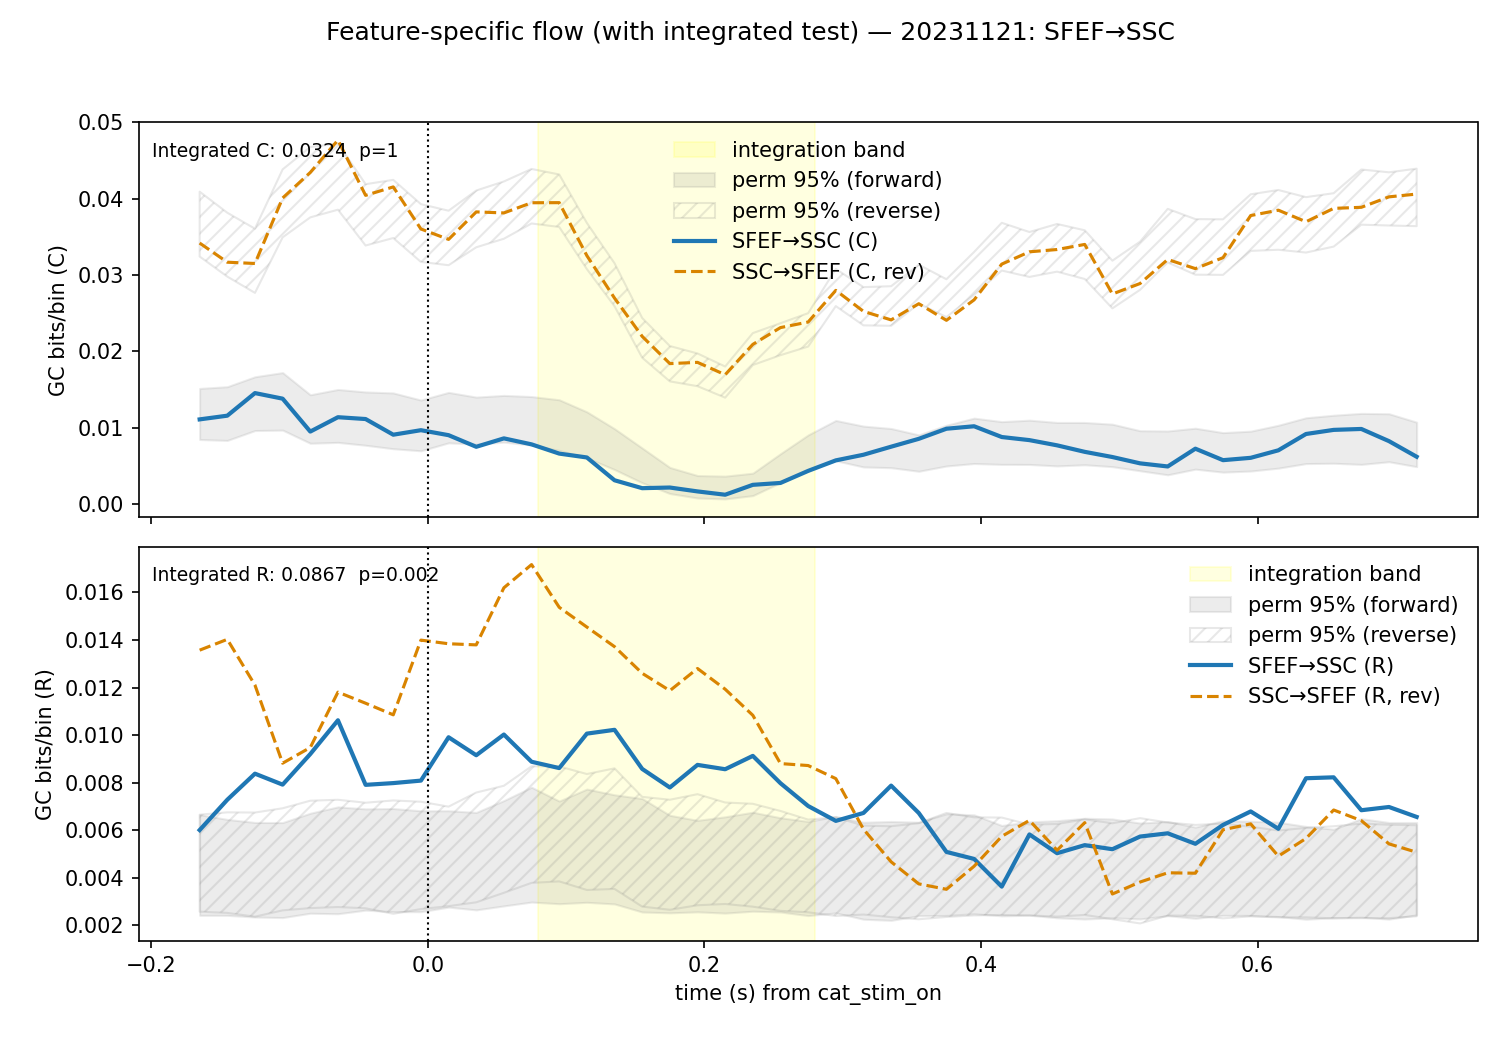 Feature-specific flow (with integrated test) — 20231121: SFEF→SSC
Integrated C: 0.0324  p=1
integration band
perm 95% (forward)
perm 95% (reverse)
SFEF→SSC (C)
SSC→SFEF (C, rev)
GC bits/bin (C)
0.05
0.04
0.03
0.02
0.01
0.00
Integrated R: 0.0867  p=0.002
integration band
perm 95% (forward)
perm 95% (reverse)
SFEF→SSC (R)
SSC→SFEF (R, rev)
GC bits/bin (R)
0.016
0.014
0.012
0.010
0.008
0.006
0.004
0.002
−0.2 0.0 0.2 0.4 0.6
time (s) from cat_stim_on